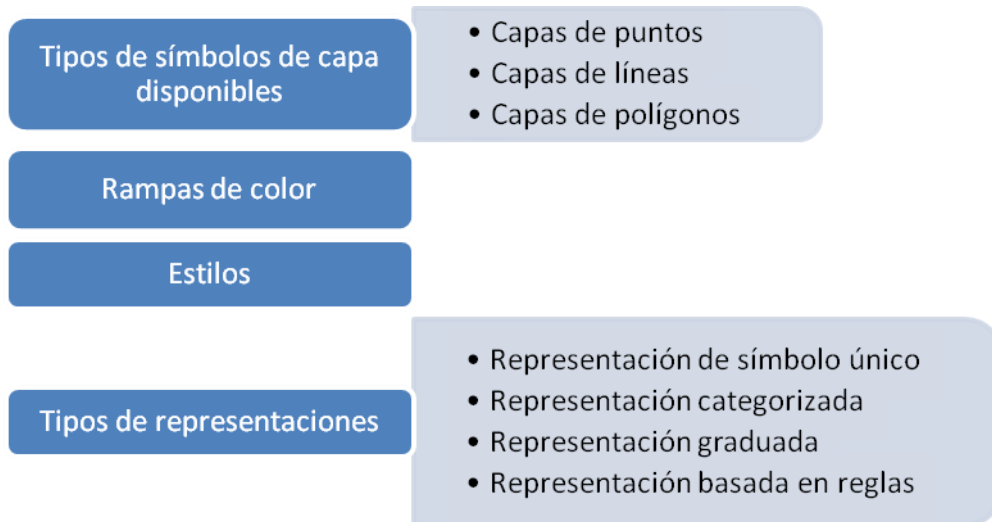 Tipos de símbolos de capa
disponibles
• Capas de puntos
• Capas de líneas
• Capas de polígonos
Rampas de color
Estilos
Tipos de representaciones
• Representación de símbolo único
• Representación categorizada
• Representación graduada
• Representación basada en reglas